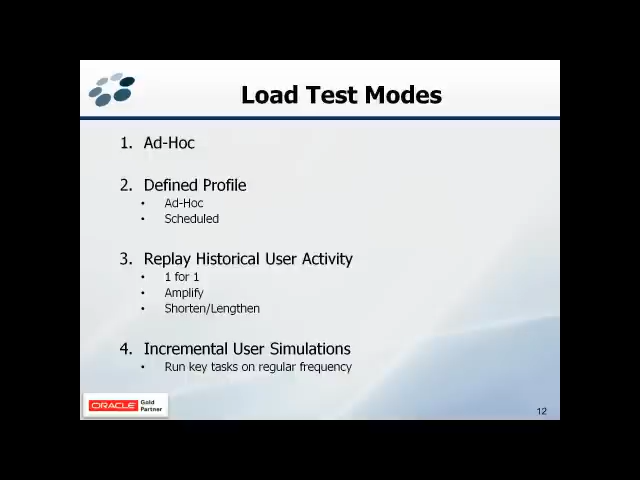 Load Test Modes
1. Ad-Hoc
2. Defined Profile
• Ad-Hoc
• Scheduled
3. Replay Historical User Activity
• 1 for 1
• Amplify
• Shorten/Lengthen
4. Incremental User Simulations
• Run key tasks on regular frequency
ORACLE Gold
Partner
12